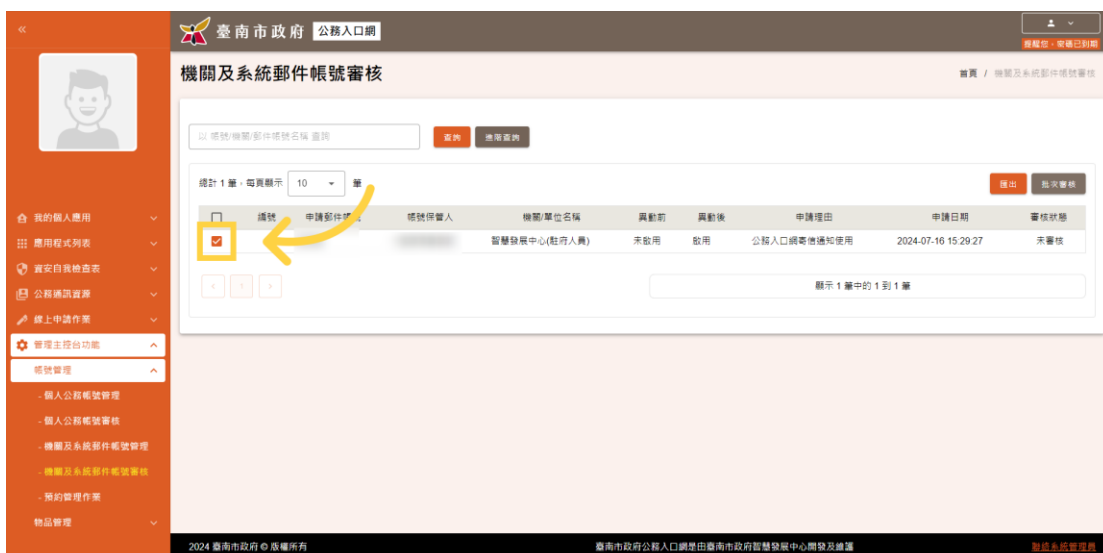 臺南市政府 公務入口網
提醒您，密碼已到期
機關及系統郵件帳號審核
首頁 / 機關及系統郵件帳號審核
以 帳號/機關/郵件帳號名稱 查詢
查詢
進階查詢
總計 1 筆，每頁顯示 10 筆
匯出
批次審核
編號 申請郵件帳 帳號保管人 機關/單位名稱 異動前 異動後 申請理由 申請日期 審核狀態
智慧發展中心(駐府人員) 未啟用 啟用 公務入口網寄信通知使用 2024-07-16 15:29:27 未審核
顯示 1 筆中的 1 到 1 筆
我的個人應用
應用程式列表
資安自我檢查表
公務通訊資源
線上申請作業
管理主控台功能
帳號管理
- 個人公務帳號管理
- 個人公務帳號審核
- 機關及系統郵件帳號管理
- 機關及系統郵件帳號審核
- 預約管理作業
物品管理
2024 臺南市政府 © 版權所有
臺南市政府公務入口網是由臺南市政府智慧發展中心開發及維護
聯絡系統管理員